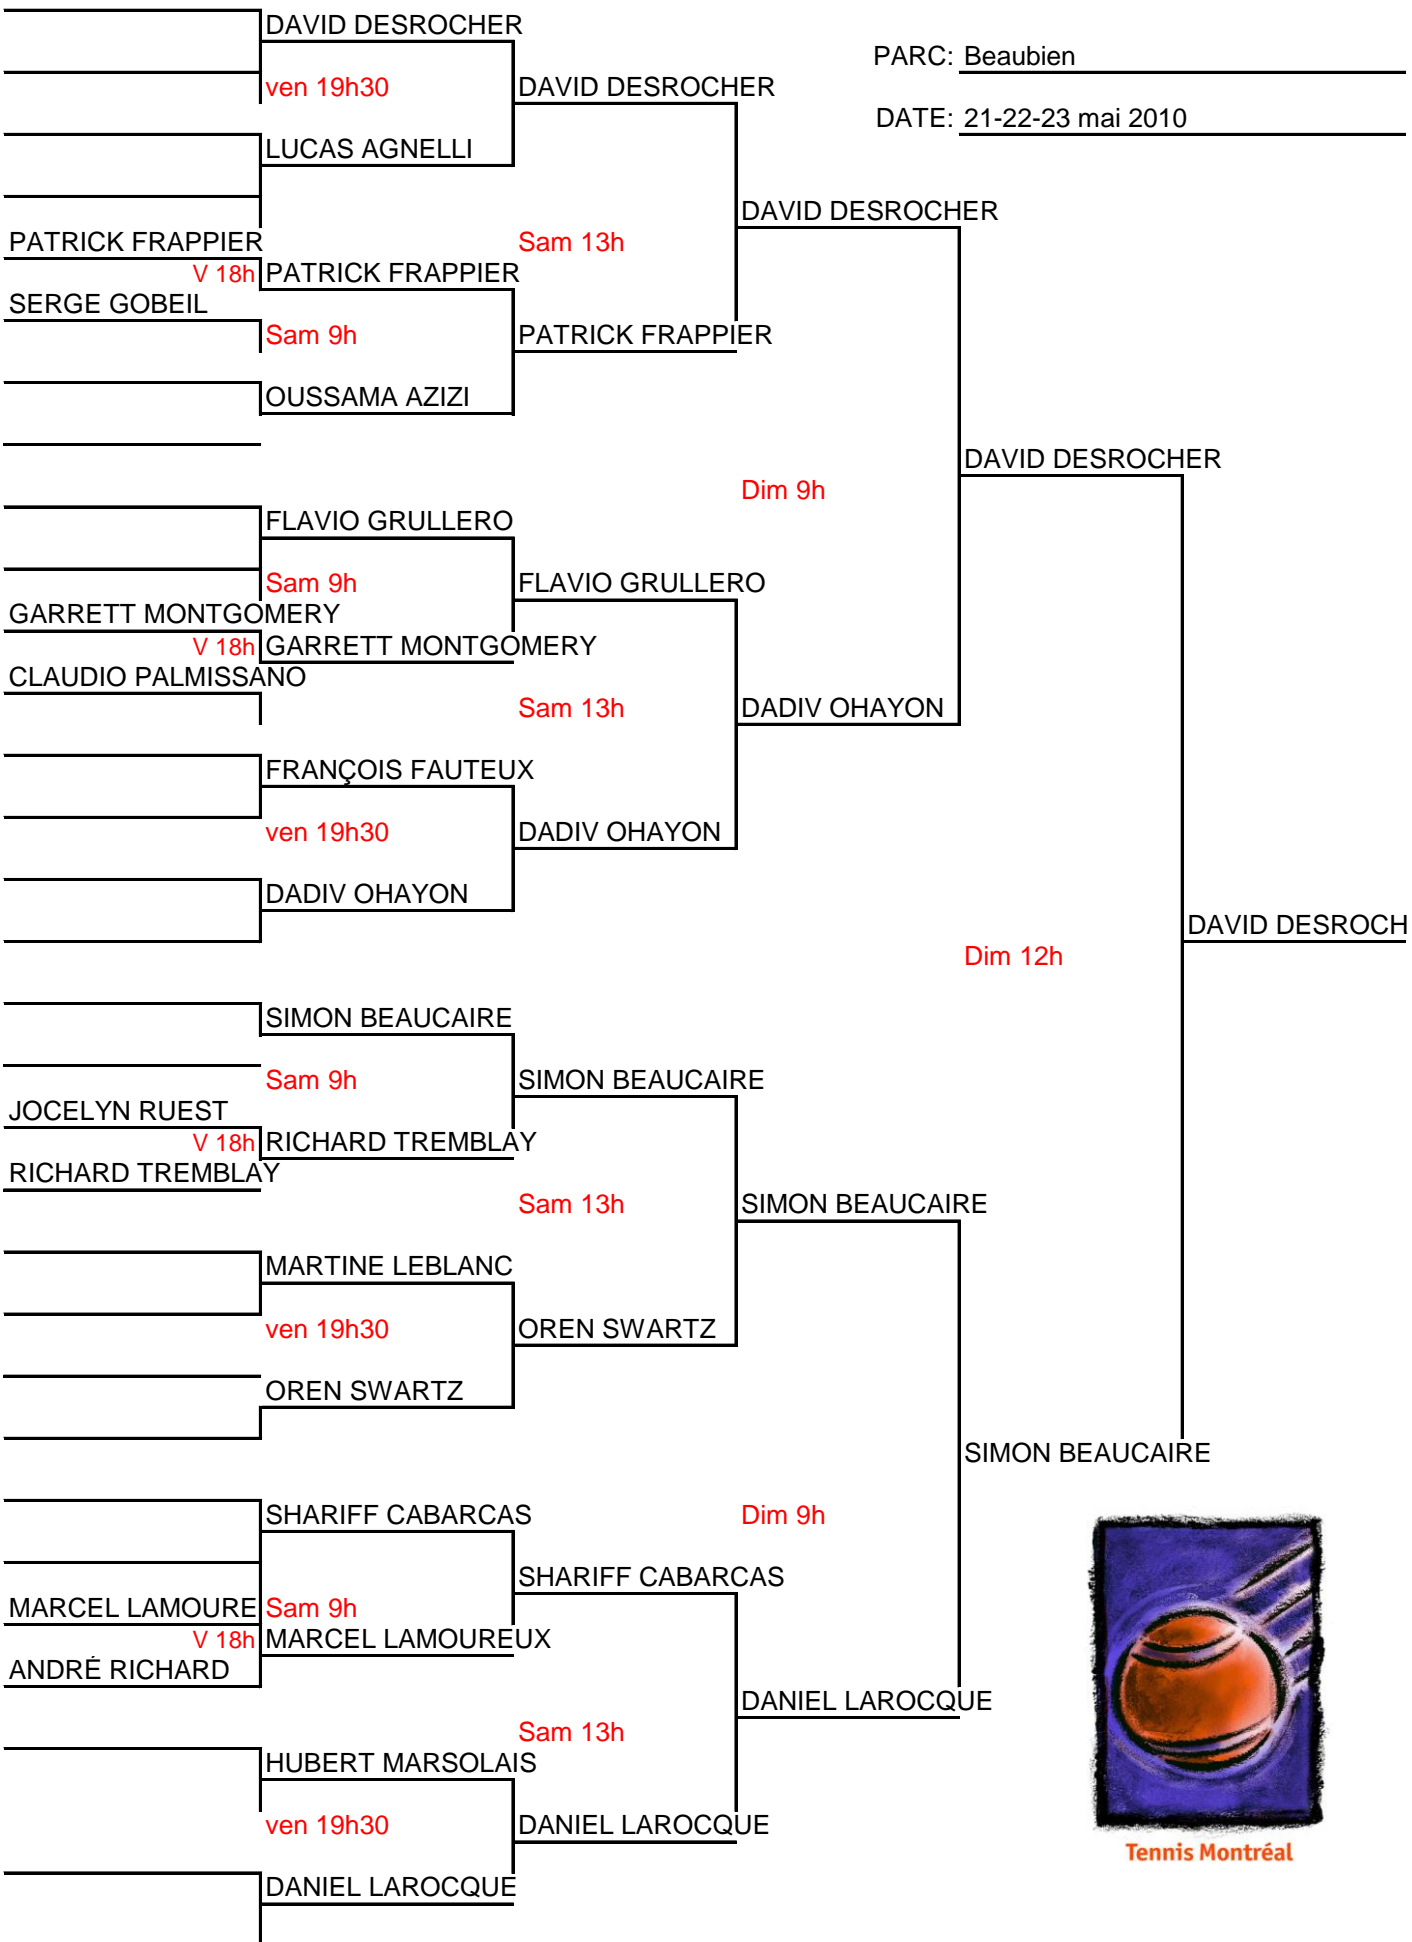 DAVID DESROCHER
PARC: Beaubien
ven 19h30
DAVID DESROCHER
DATE: 21-22-23 mai 2010
LUCAS AGNELLI
DAVID DESROCHER
PATRICK FRAPPIER
Sam 13h
V 18h PATRICK FRAPPIER
SERGE GOBEIL
Sam 9h
PATRICK FRAPPIER
OUSSAMA AZIZI
DAVID DESROCHER
Dim 9h
FLAVIO GRULLERO
Sam 9h
FLAVIO GRULLERO
GARRETT MONTGOMERY
V 18h GARRETT MONTGOMERY
CLAUDIO PALMISSANO
Sam 13h
DADIV OHAYON
FRANÇOIS FAUTEUX
ven 19h30
DADIV OHAYON
DADIV OHAYON
DAVID DESROCH
Dim 12h
SIMON BEAUCAIRE
Sam 9h
SIMON BEAUCAIRE
JOCELYN RUEST
V 18h RICHARD TREMBLAY
RICHARD TREMBLAY
Sam 13h
SIMON BEAUCAIRE
MARTINE LEBLANC
ven 19h30
OREN SWARTZ
OREN SWARTZ
SIMON BEAUCAIRE
SHARIFF CABARCAS
Dim 9h
SHARIFF CABARCAS
MARCEL LAMOURE
Sam 9h
V 18h MARCEL LAMOUREUX
ANDRÉ RICHARD
DANIEL LAROCQUE
Sam 13h
HUBERT MARSOLAIS
ven 19h30
DANIEL LAROCQUE
Tennis Montréal
DANIEL LAROCQUE